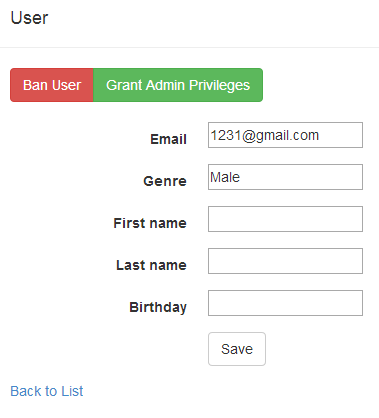 User
Ban User Grant Admin Privileges
Email 1231@gmail.com
Genre Male
First name
Last name
Birthday
Save
Back to List